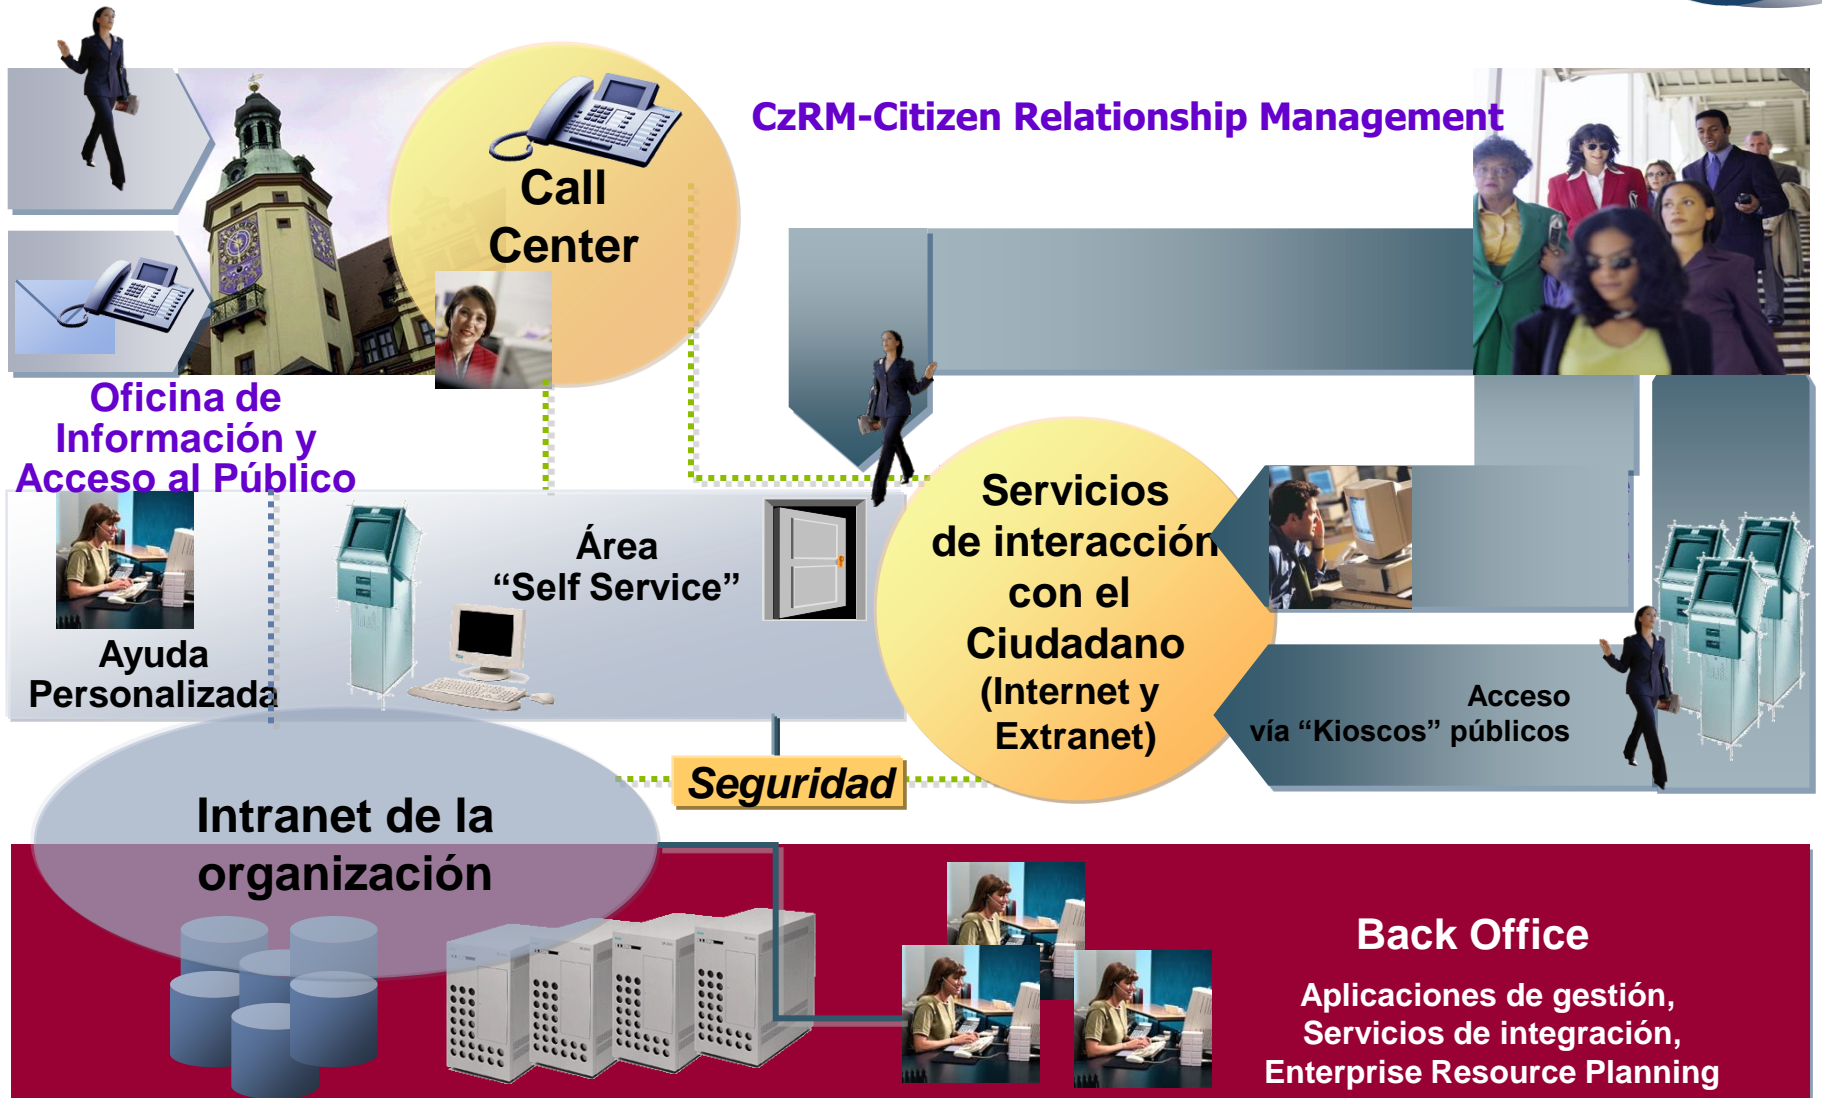 CzRM-Citizen Relationship Management
Call
Center
Oficina de
Información y
Acceso al Público
Área
“Self Service”
Ayuda
Personalizada
Servicios
de interacción
con el
Ciudadano
(Internet y
Extranet)
Acceso
vía “Kioscos” públicos
Seguridad
Intranet de la
organización
Back Office
Aplicaciones de gestión,
Servicios de integración,
Enterprise Resource Planning